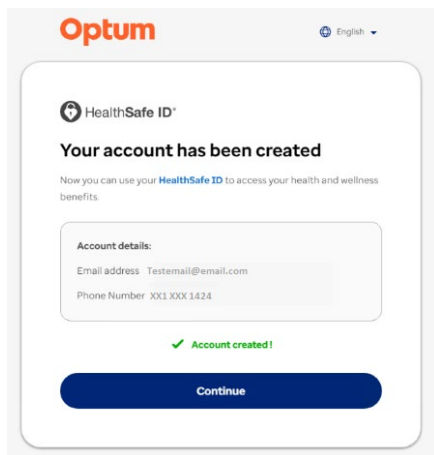 Optum
English
HealthSafe ID®
Your account has been created
Now you can use your HealthSafe ID to access your health and wellness
benefits.
Account details:
Email address Testemail@email.com
Phone Number XX1 XXX 1424
Account created!
Continue